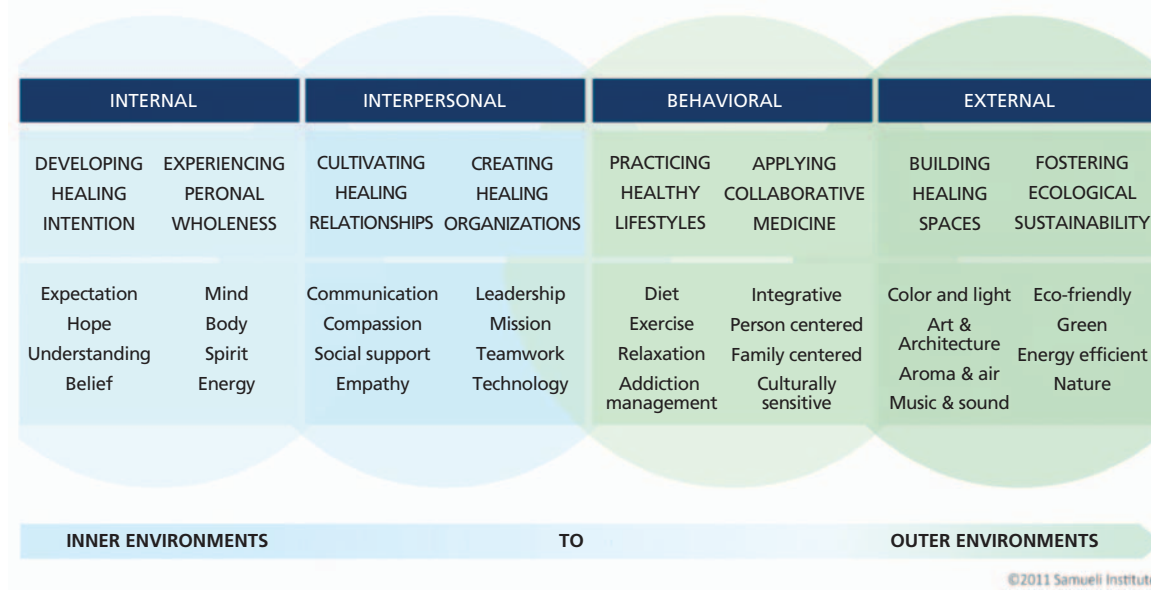 INTERNAL
INTERPERSONAL
BEHAVIORAL
EXTERNAL
DEVELOPING
HEALING
INTENTION
EXPERIENCING
PERONAL
WHOLENESS
CULTIVATING
HEALING
RELATIONSHIPS
CREATING
HEALING
ORGANIZATIONS
PRACTICING
HEALTHY
LIFESTYLES
APPLYING
COLLABORATIVE
MEDICINE
BUILDING
HEALING
SPACES
FOSTERING
ECOLOGICAL
SUSTAINABILITY
Expectation
Hope
Understanding
Belief
Mind
Body
Spirit
Energy
Communication
Compassion
Social support
Empathy
Leadership
Mission
Teamwork
Technology
Diet
Exercise
Relaxation
Addiction
management
Integrative
Person centered
Family centered
Culturally
sensitive
Color and light
Art &
Architecture
Aroma & air
Music & sound
Eco-friendly
Green
Energy efficient
Nature
INNER ENVIRONMENTS TO OUTER ENVIRONMENTS
©2011 Samueli Institute